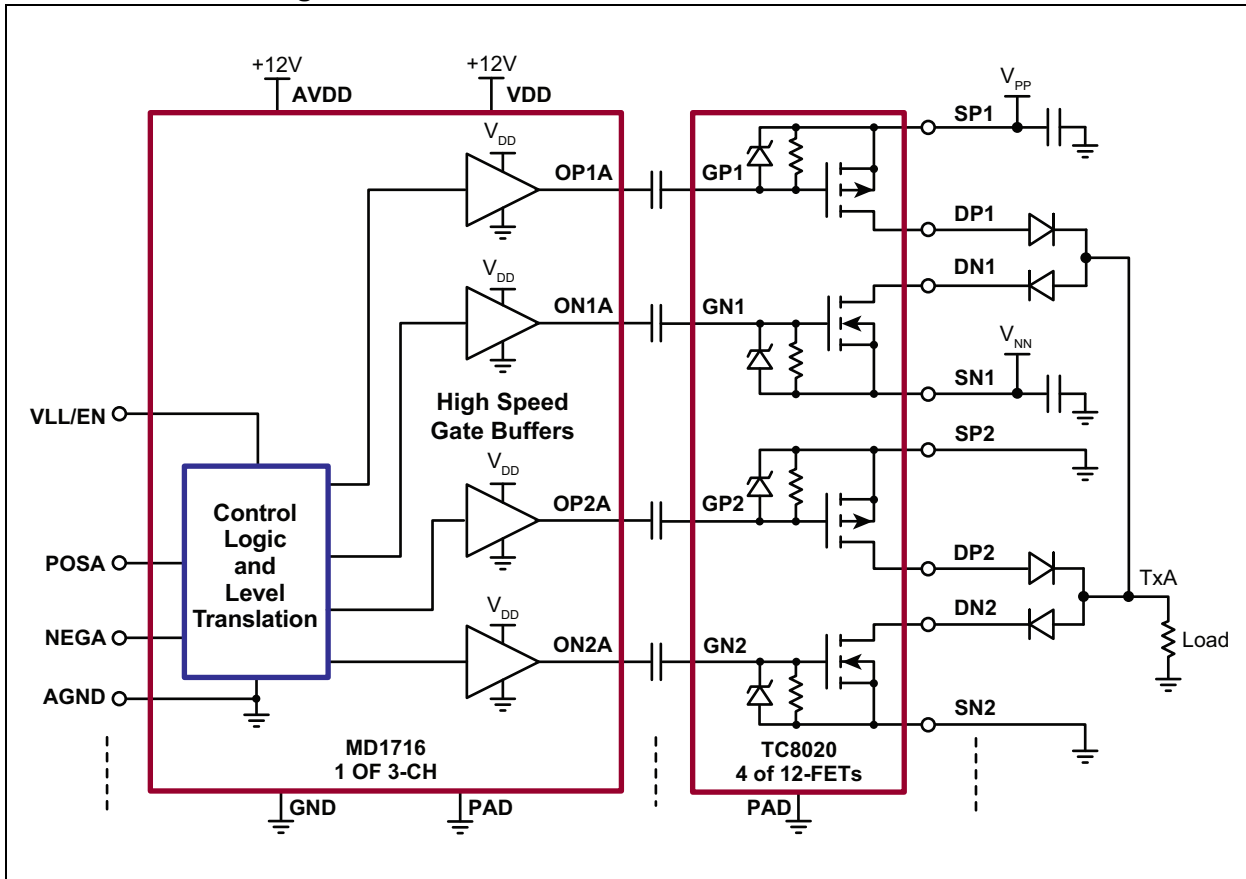 +12V
AVDD
+12V
VDD
VPP
SP1
VDD
OP1A
GP1
DP1
VDD
DN1
ON1A
GN1
VNN
SN1
High Speed
Gate Buffers
VLL/EN
SP2
VDD
Control
Logic
and
Level
Translation
OP2A
GP2
POSA
DP2
TxA
VDD
DN2
NEGA
ON2A
GN2
Load
AGND
SN2
MD1716
1 OF 3-CH
TC8020
4 of 12-FETs
GND
PAD
PAD